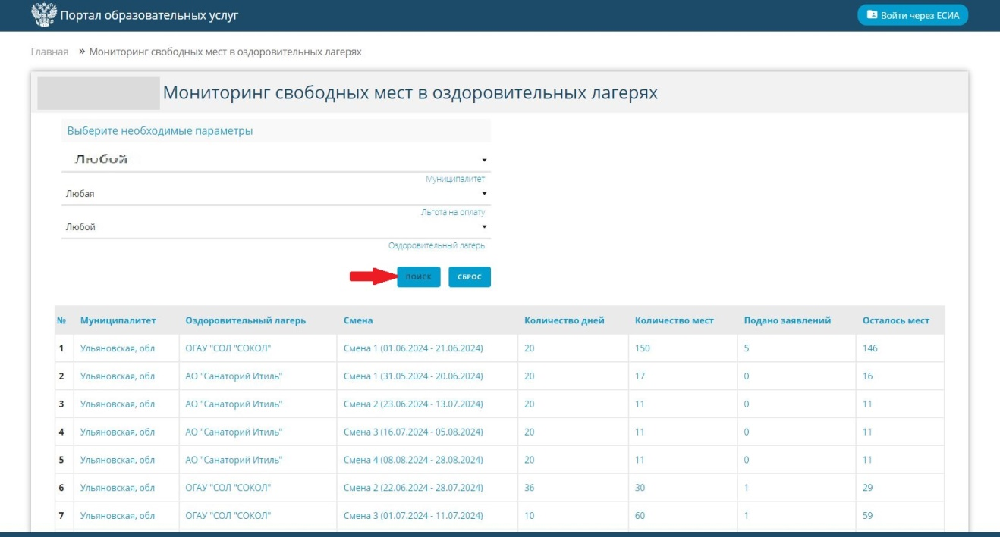 Портал образовательных услуг
Войти через ЕСИА
Главная » Мониторинг свободных мест в оздоровительных лагерях
Мониторинг свободных мест в оздоровительных лагерях
Выберите необходимые параметры
Любой
Муниципалитет
Любая
Льгота на оплату
Любой
Оздоровительный лагерь
ПОИСК СБРОС
№ Муниципалитет Оздоровительный лагерь Смена Количество дней Количество мест Подано заявлений Осталось мест
1 Ульяновская, обл ОГАУ "СОЛ "СОКОЛ" Смена 1 (01.06.2024 - 21.06.2024) 20 150 5 146
2 Ульяновская, обл АО "Санаторий Итиль" Смена 1 (31.05.2024 - 20.06.2024) 20 17 0 16
3 Ульяновская, обл АО "Санаторий Итиль" Смена 2 (23.06.2024 - 13.07.2024) 20 11 0 11
4 Ульяновская, обл АО "Санаторий Итиль" Смена 3 (16.07.2024 - 05.08.2024) 20 11 0 11
5 Ульяновская, обл АО "Санаторий Итиль" Смена 4 (08.08.2024 - 28.08.2024) 20 11 0 11
6 Ульяновская, обл ОГАУ "СОЛ "СОКОЛ" Смена 2 (22.06.2024 - 28.07.2024) 36 30 1 29
7 Ульяновская, обл ОГАУ "СОЛ "СОКОЛ" Смена 3 (01.07.2024 - 11.07.2024) 10 60 1 59